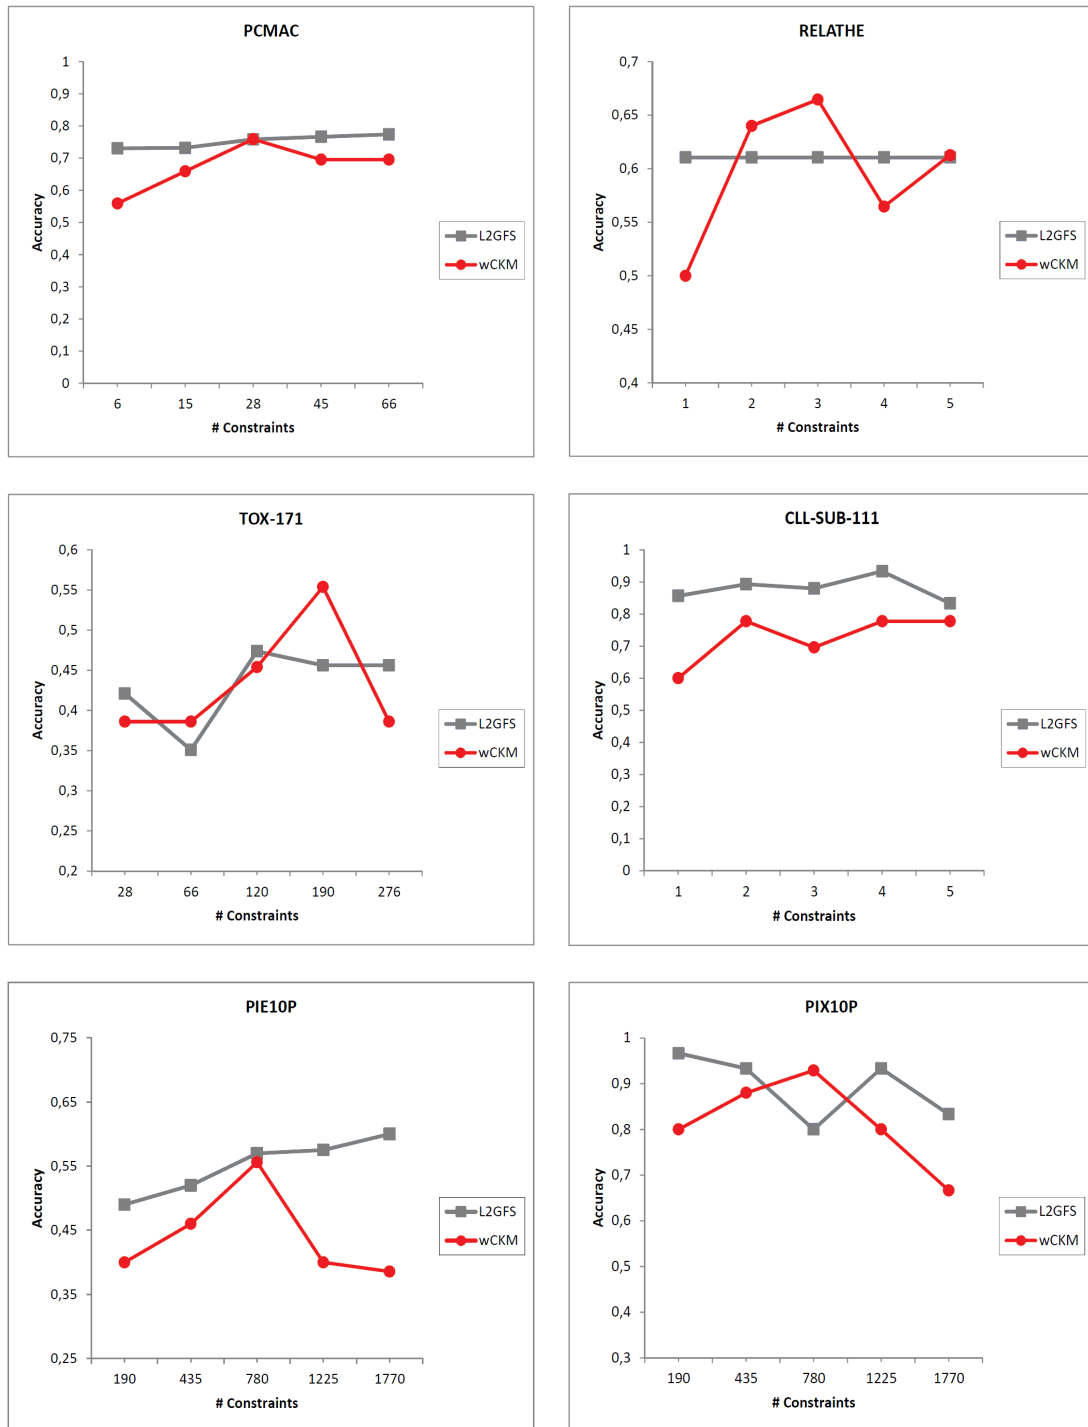 PCMAC
1
0,9
0,8
0,7
0,6
0,5
0,4
0,3
0,2
0,1
0
Accuracy
6 15 28 45 66
# Constraints
L2GFS
wCKM
RELATHE
0,7
0,65
0,6
0,55
0,5
0,45
0,4
Accuracy
1 2 3 4 5
# Constraints
L2GFS
wCKM
TOX-171
0,6
0,55
0,5
0,45
0,4
0,35
0,3
0,25
0,2
Accuracy
28 66 120 190 276
# Constraints
L2GFS
wCKM
CLL-SUB-111
1
0,9
0,8
0,7
0,6
0,5
0,4
0,3
0,2
0,1
0
Accuracy
1 2 3 4 5
# Constraints
L2GFS
wCKM
PIE10P
0,75
0,65
0,55
0,45
0,35
0,25
Accuracy
190 435 780 1225 1770
# Constraints
L2GFS
wCKM
PIX10P
1
0,9
0,8
0,7
0,6
0,5
0,4
0,3
Accuracy
190 435 780 1225 1770
# Constraints
L2GFS
wCKM